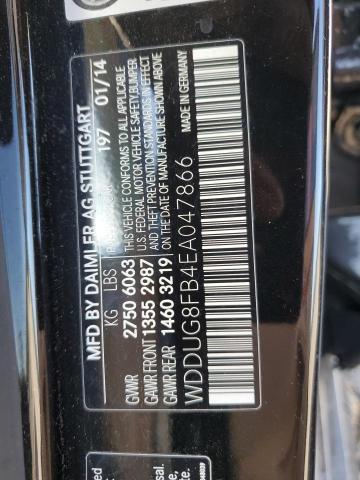 MFD BY DAIMLER AG STUTTGART
197 01/14
KG LBS
GVWR 2750 6063
GAWR FRONT 1355 2987
GAWR REAR 1460 3219
THIS VEHICLE CONFORMS TO ALL APPLICABLE
U.S. FEDERAL MOTOR VEHICLE SAFETY, BUMPER,
AND THEFT PREVENTION STANDARDS IN EFFECT
ON THE DATE OF MANUFACTURE SHOWN ABOVE
WDDUG8FB4EA047866
MADE IN GERMANY